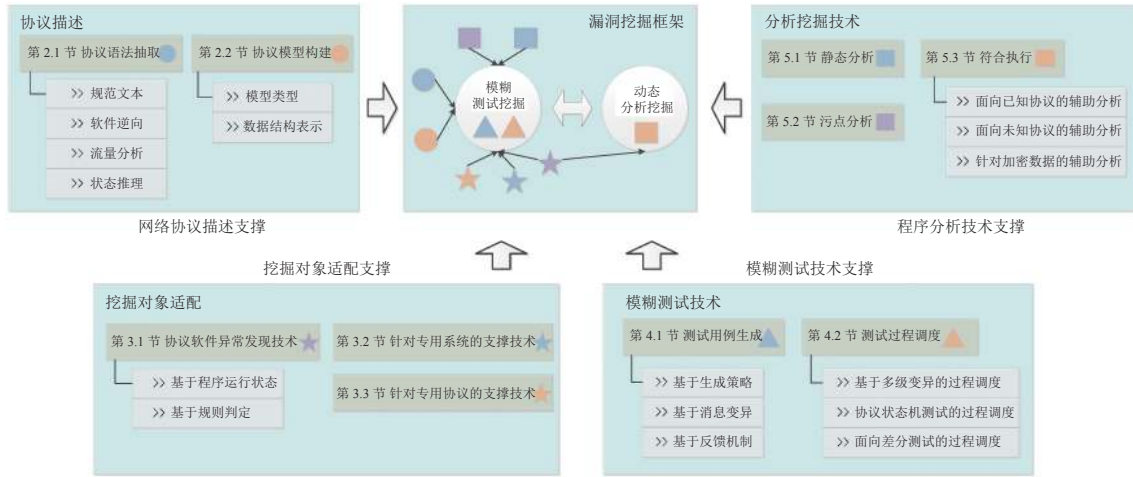 协议描述
第 2.1 节 协议语法抽取
规范文本
软件逆向
流量分析
状态推理
第 2.2 节 协议模型构建
模型类型
数据结构表示
网络协议描述支撑
漏洞挖掘框架
模糊
测试挖掘
动态
分析挖掘
分析挖掘技术
第 5.1 节 静态分析
第 5.2 节 污点分析
第 5.3 节 符合执行
面向已知协议的辅助分析
面向未知协议的辅助分析
针对加密数据的辅助分析
程序分析技术支撑
挖掘对象适配支撑
挖掘对象适配
第 3.1 节 协议软件异常发现技术
基于程序运行状态
基于规则判定
第 3.2 节 针对专用系统的支撑技术
第 3.3 节 针对专用协议的支撑技术
模糊测试技术支撑
模糊测试技术
第 4.1 节 测试用例生成
基于生成策略
基于消息变异
基于反馈机制
第 4.2 节 测试过程调度
基于多级变异的过程调度
协议状态机测试的过程调度
面向差分测试的过程调度